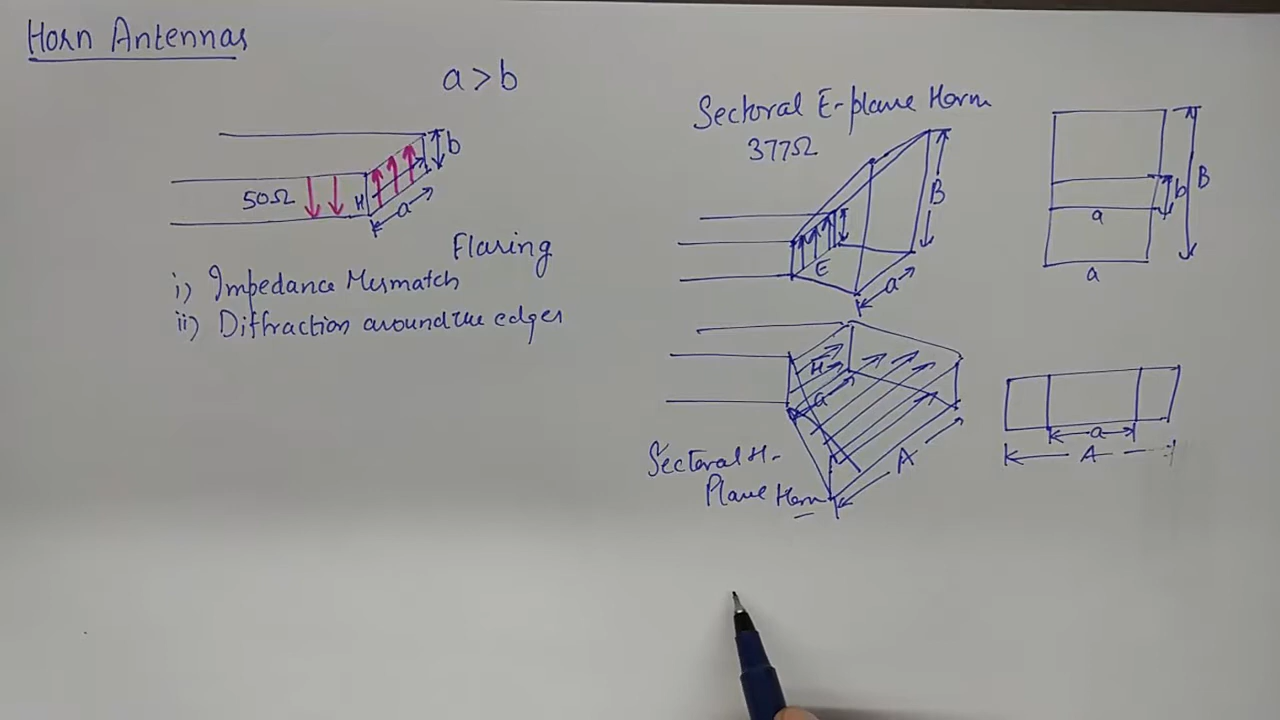 Horn Antennas
a > b
b
50Ω
H
a
Flaring
i) Impedance Mismatch
ii) Diffraction around the edges
Sectoral E-plane Horn
377Ω
B
E
a
b
B
a
a
H
a
A
Sectoral H-
Plane Horn
a
A